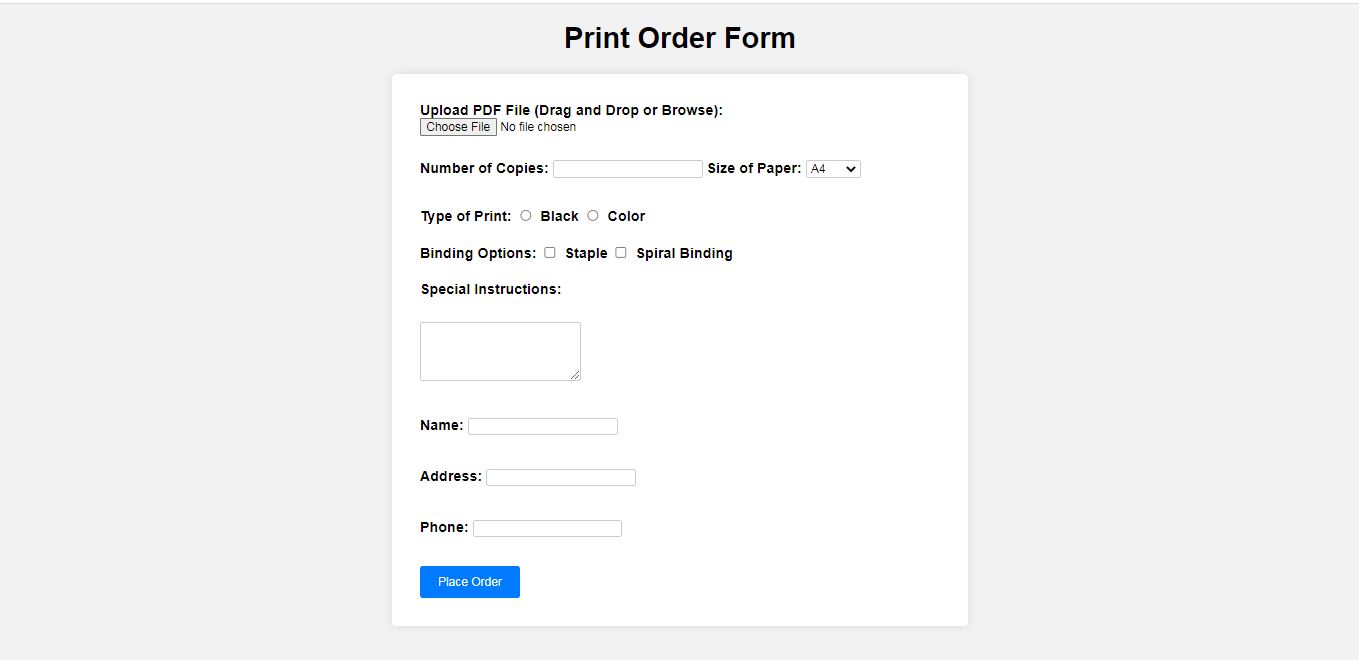 Print Order Form
Upload PDF File (Drag and Drop or Browse):
Choose File No file chosen
Number of Copies: Size of Paper: A4
Type of Print: Black Color
Binding Options: Staple Spiral Binding
Special Instructions:
Name:
Address:
Phone:
Place Order